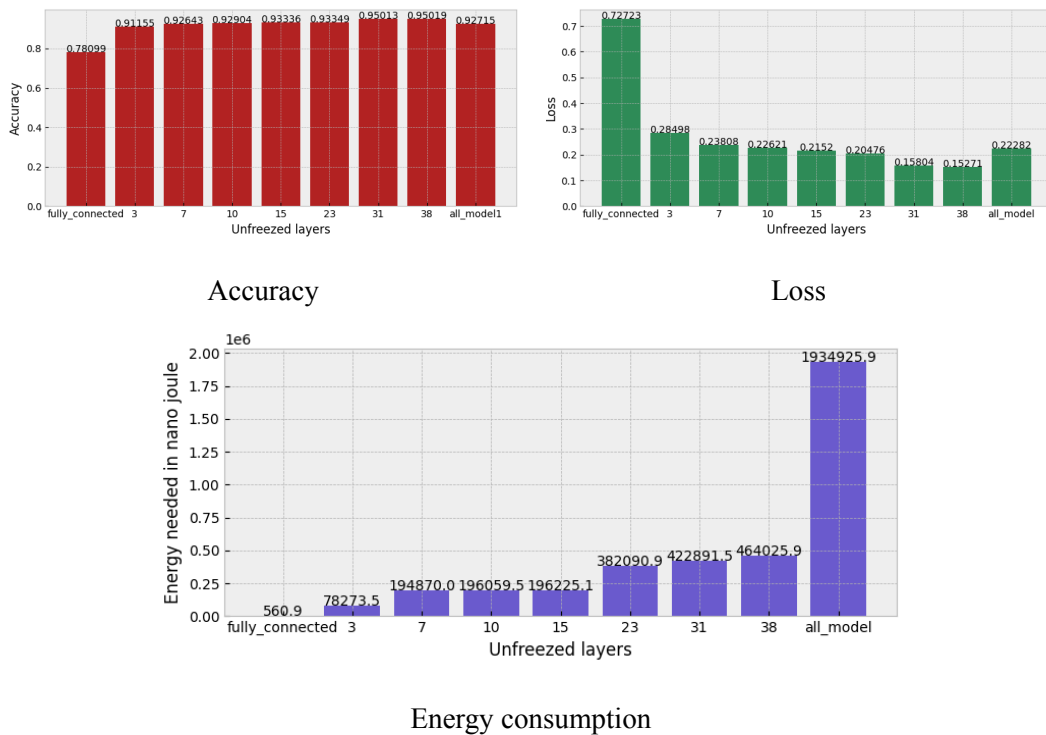 0.78099 0.91155 0.92643 0.92904 0.93336 0.93349 0.95013 0.95019 0.92715
0.8
0.6
0.4
0.2
0.0
Accuracy
fully_connected 3 7 10 15 23 31 38 all_model1
Unfreezed layers
0.72723 0.28498 0.23808 0.22621 0.2152 0.20476 0.15804 0.15271 0.22282
0.7
0.6
0.5
0.4
0.3
0.2
0.1
0.0
Loss
fully_connected 3 7 10 15 23 31 38 all_model
Unfreezed layers
Accuracy
Loss
1e6
2.00
1.75
1.50
1.25
1.00
0.75
0.50
0.25
0.00
Energy needed in nano joule
560.9 78273.5 194870.0 196059.5 196225.1 382090.9 422891.5 464025.9 1934925.9
fully_connected 3 7 10 15 23 31 38 all_model
Unfreezed layers
Energy consumption